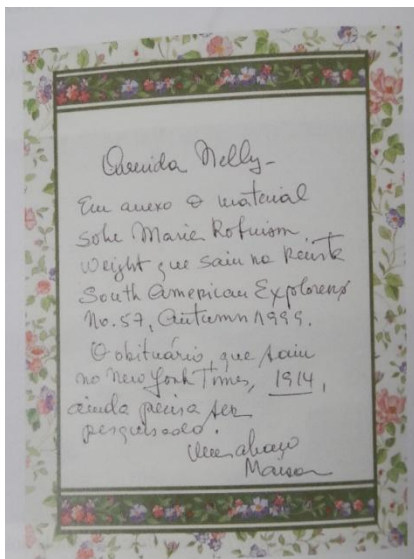 Querida Nelly -
Em anexo o material
sobre Marie Robinson
Wright que saiu na Revista
South American Explorers
No. 57, Autumn 1999.
O obituário, que saiu
no New York Times, 1914,
ainda precisa ser
pesquisado.
Um abraço